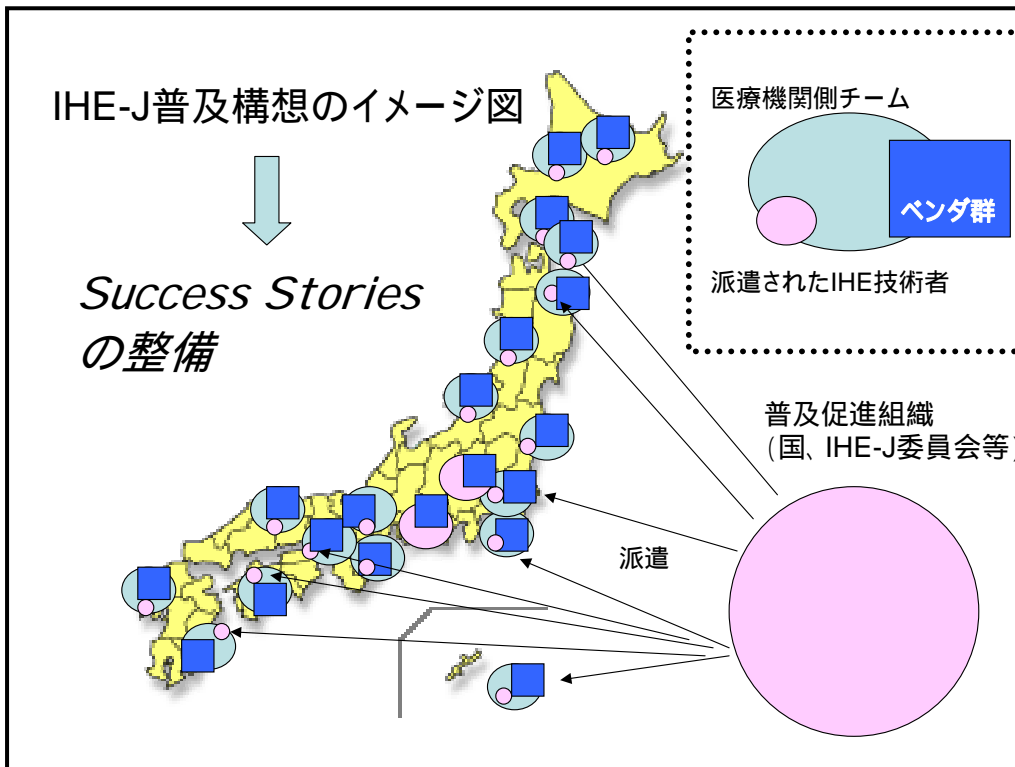 IHE-J普及構想のイメージ図
Success Stories
の整備
医療機関側チーム
ベンダ群
派遣されたIHE技術者
普及促進組織
(国、IHE-J委員会等)
派遣